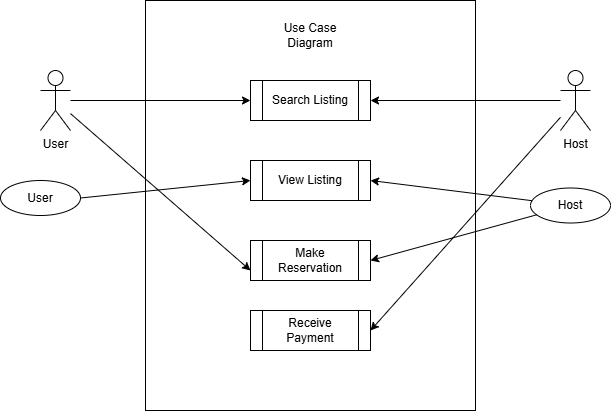 Use Case
Diagram
Search Listing
User
Host
View Listing
User
Host
Make
Reservation
Receive
Payment